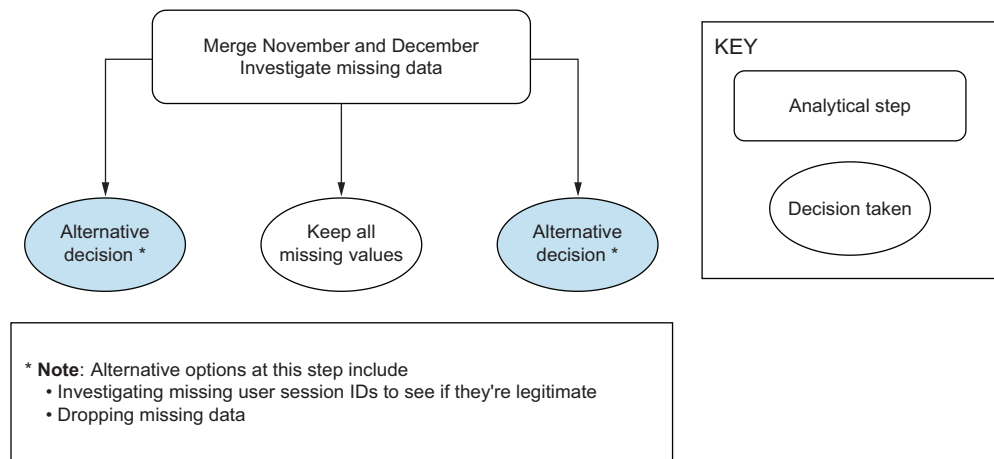 Merge November and December
Investigate missing data
KEY
Analytical step
Alternative
decision *
Keep all
missing values
Alternative
decision *
Decision taken
* Note: Alternative options at this step include
• Investigating missing user session IDs to see if they're legitimate
• Dropping missing data